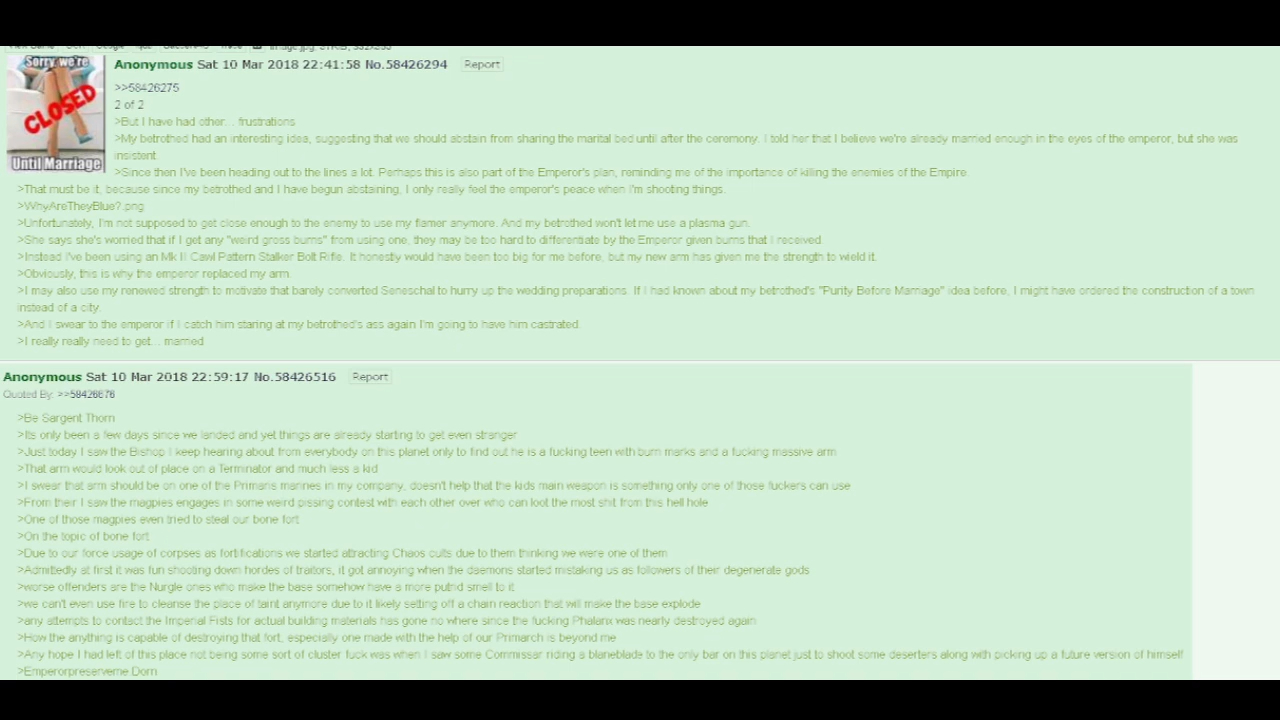 Sorry we're
CLOSED
Until Marriage
Anonymous Sat 10 Mar 2018 22:41:58 No.58426294 Report
>>58426275
2 of 2
>But I have had other... frustrations
>My betrothed had an interesting idea, suggesting that we should abstain from sharing the marital bed until after the ceremony. I told her that I believe we're already married enough in the eyes of the emperor, but she was
insistent.
>Since then I've been heading out to the lines a lot. Perhaps this is also part of the Emperor's plan, reminding me of the importance of killing the enemies of the Empire.
>That must be it, because since my betrothed and I have begun abstaining, I only really feel the emperor's peace when I'm shooting things.
>WhyAreTheyBlue?.png
>Unfortunately, I'm not supposed to get close enough to the enemy to use my flamer anymore. And my betrothed won't let me use a plasma gun.
>She says she's worried that if I get any "weird gross burns" from using one, they may be too hard to differentiate by the Emperor given burns that I received.
>Instead I've been using an Mk II Cawl Pattern Stalker Bolt Rifle. It honestly would have been too big for me before, but my new arm has given me the strength to wield it.
>Obviously, this is why the emperor replaced my arm.
>I may also use my renewed strength to motivate that barely converted Seneschal to hurry up the wedding preparations. If I had known about my betrothed's "Purity Before Marriage" idea before, I might have ordered the construction of a town
instead of a city.
>And I swear to the emperor if I catch him staring at my betrothed's ass again I'm going to have him castrated.
>I really really need to get... married
Anonymous Sat 10 Mar 2018 22:59:17 No.58426516 Report
Quoted By: >>58426678
>Be Sargent Thorn
>Its only been a few days since we landed and yet things are already starting to get even stranger
>Just today I saw the Bishop I keep hearing about from everybody on this planet only to find out he is a fucking teen with burn marks and a fucking massive arm
>That arm would look out of place on a Terminator and much less a kid
>I swear that arm should be on one of the Primaris marines in my company, doesn't help that the kids main weapon is something only one of those fuckers can use
>From their I saw the magpies engages in some weird pissing contest with each other over who can loot the most shit from this hell hole
>One of those magpies even tried to steal our bone fort
>On the topic of bone fort
>Due to our force usage of corpses as fortifications we started attracting Chaos cults due to them thinking we were one of them
>Admittedly at first it was fun shooting down hordes of traitors, it got annoying when the daemons started mistaking us as followers of their degenerate gods
>worse offenders are the Nurgle ones who make the base somehow have a more putrid smell to it
>we can't even use fire to cleanse the place of taint anymore due to it likely setting off a chain reaction that will make the base explode
>any attempts to contact the Imperial Fists for actual building materials has gone no where since the fucking Phalanx was nearly destroyed again
>How the anything is capable of destroying that fort, especially one made with the help of our Primarch is beyond me
>Any hope I had left of this place not being some sort of cluster fuck was when I saw some Commissar riding a blaneblade to the only bar on this planet just to shoot some deserters along with picking up a future version of himself
>Emperorpreserveme.Dorn